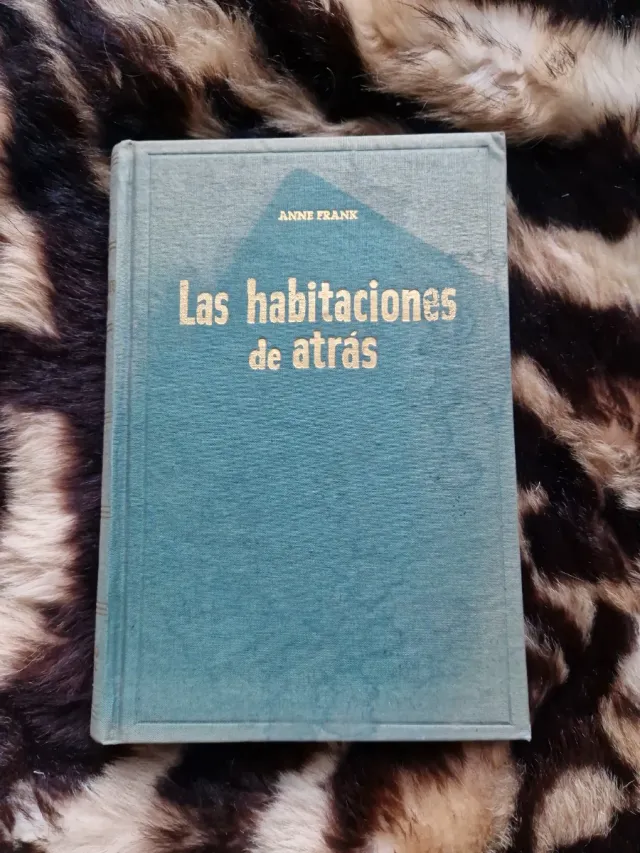 ANNE FRANK
Las habitaciones
de atrás